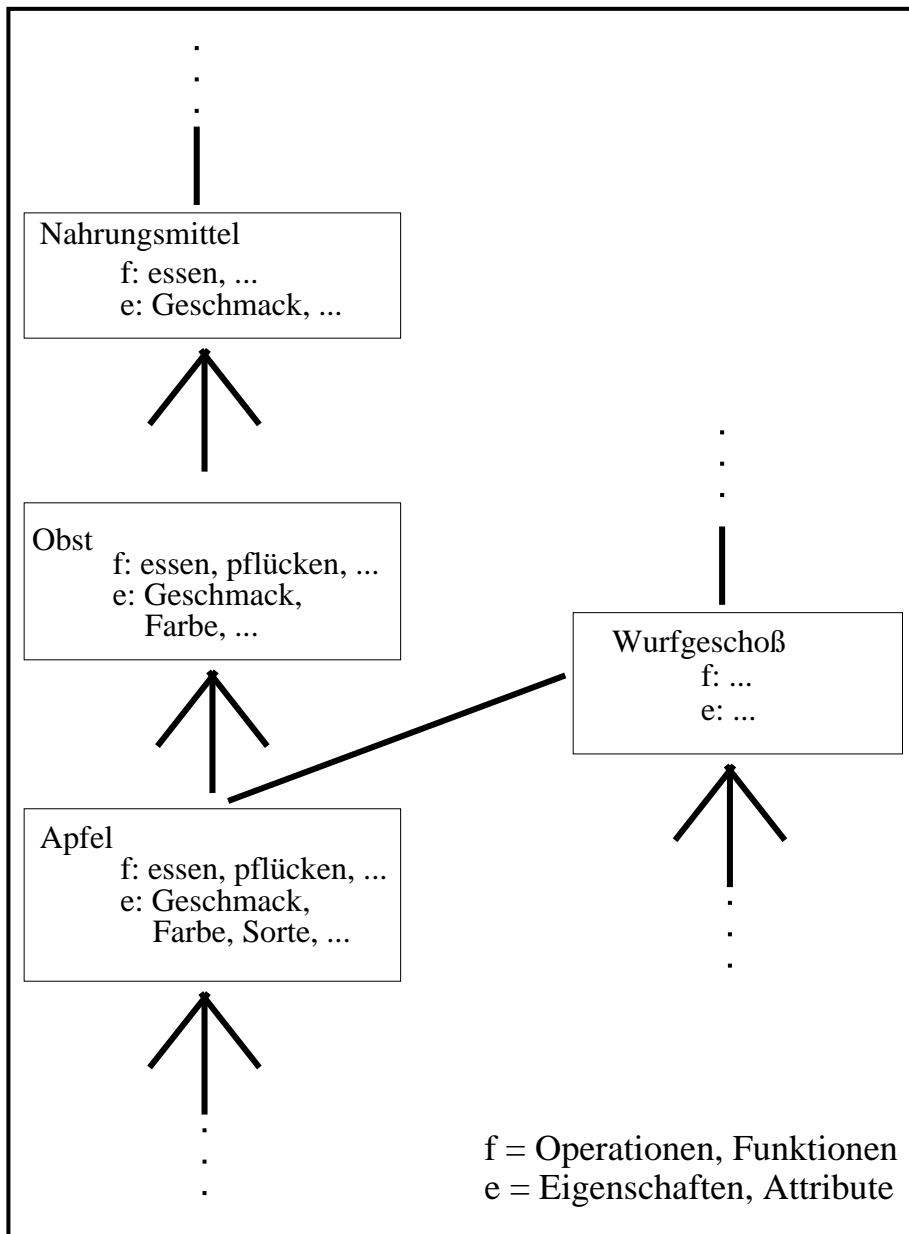 Nahrungsmittel
f: essen, ...
e: Geschmack, ...
Obst
f: essen, pflücken, ...
e: Geschmack,
Farbe, ...
Wurfgeschoß
f: ...
e: ...
Apfel
f: essen, pflücken, ...
e: Geschmack,
Farbe, Sorte, ...
f = Operationen, Funktionen
e = Eigenschaften, Attribute